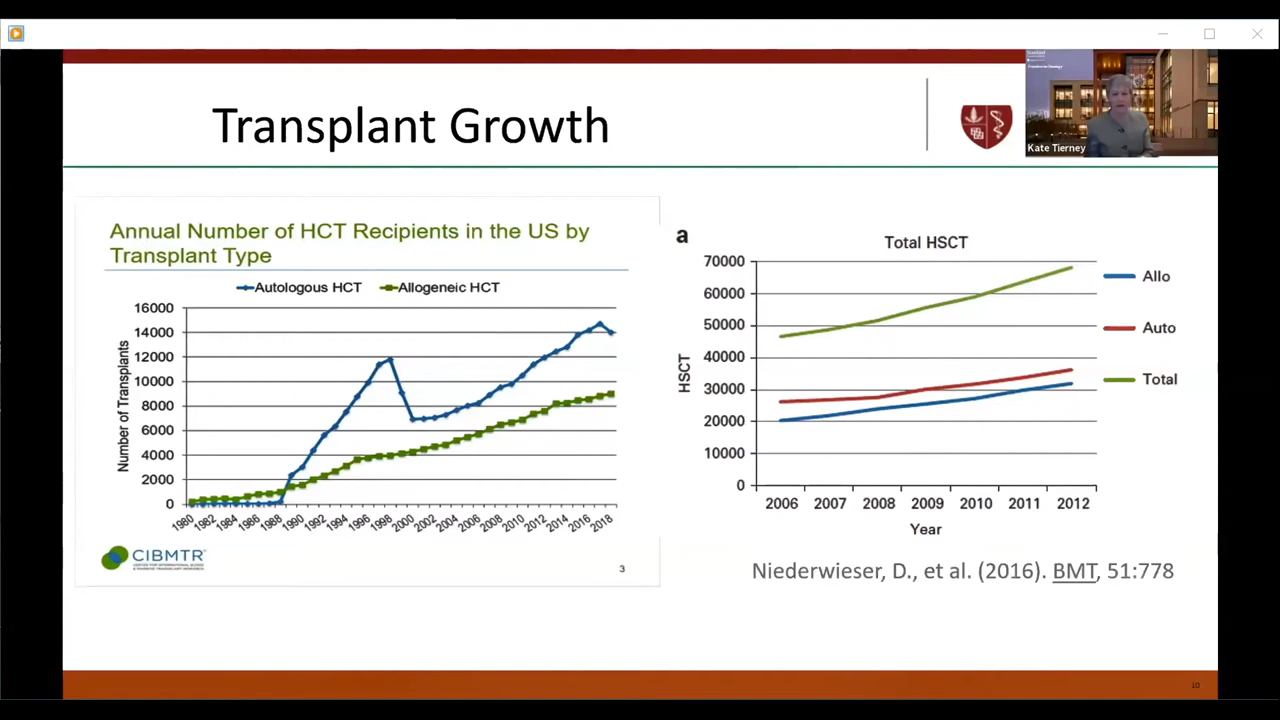 Transplant Growth
Kate Tierney
Annual Number of HCT Recipients in the US by
Transplant Type
Autologous HCT
Allogeneic HCT
16000
14000
12000
10000
8000
6000
4000
2000
0
Number of Transplants
1980 1982 1984 1986 1988 1990 1992 1994 1996 1998 2000 2002 2004 2006 2008 2010 2012 2014 2016 2018
CIBMTR
3
a
Total HSCT
70000
60000
50000
40000
30000
20000
10000
0
HSCT
2006 2007 2008 2009 2010 2011 2012
Year
Allo
Auto
Total
Niederwieser, D., et al. (2016). BMT, 51:778
10